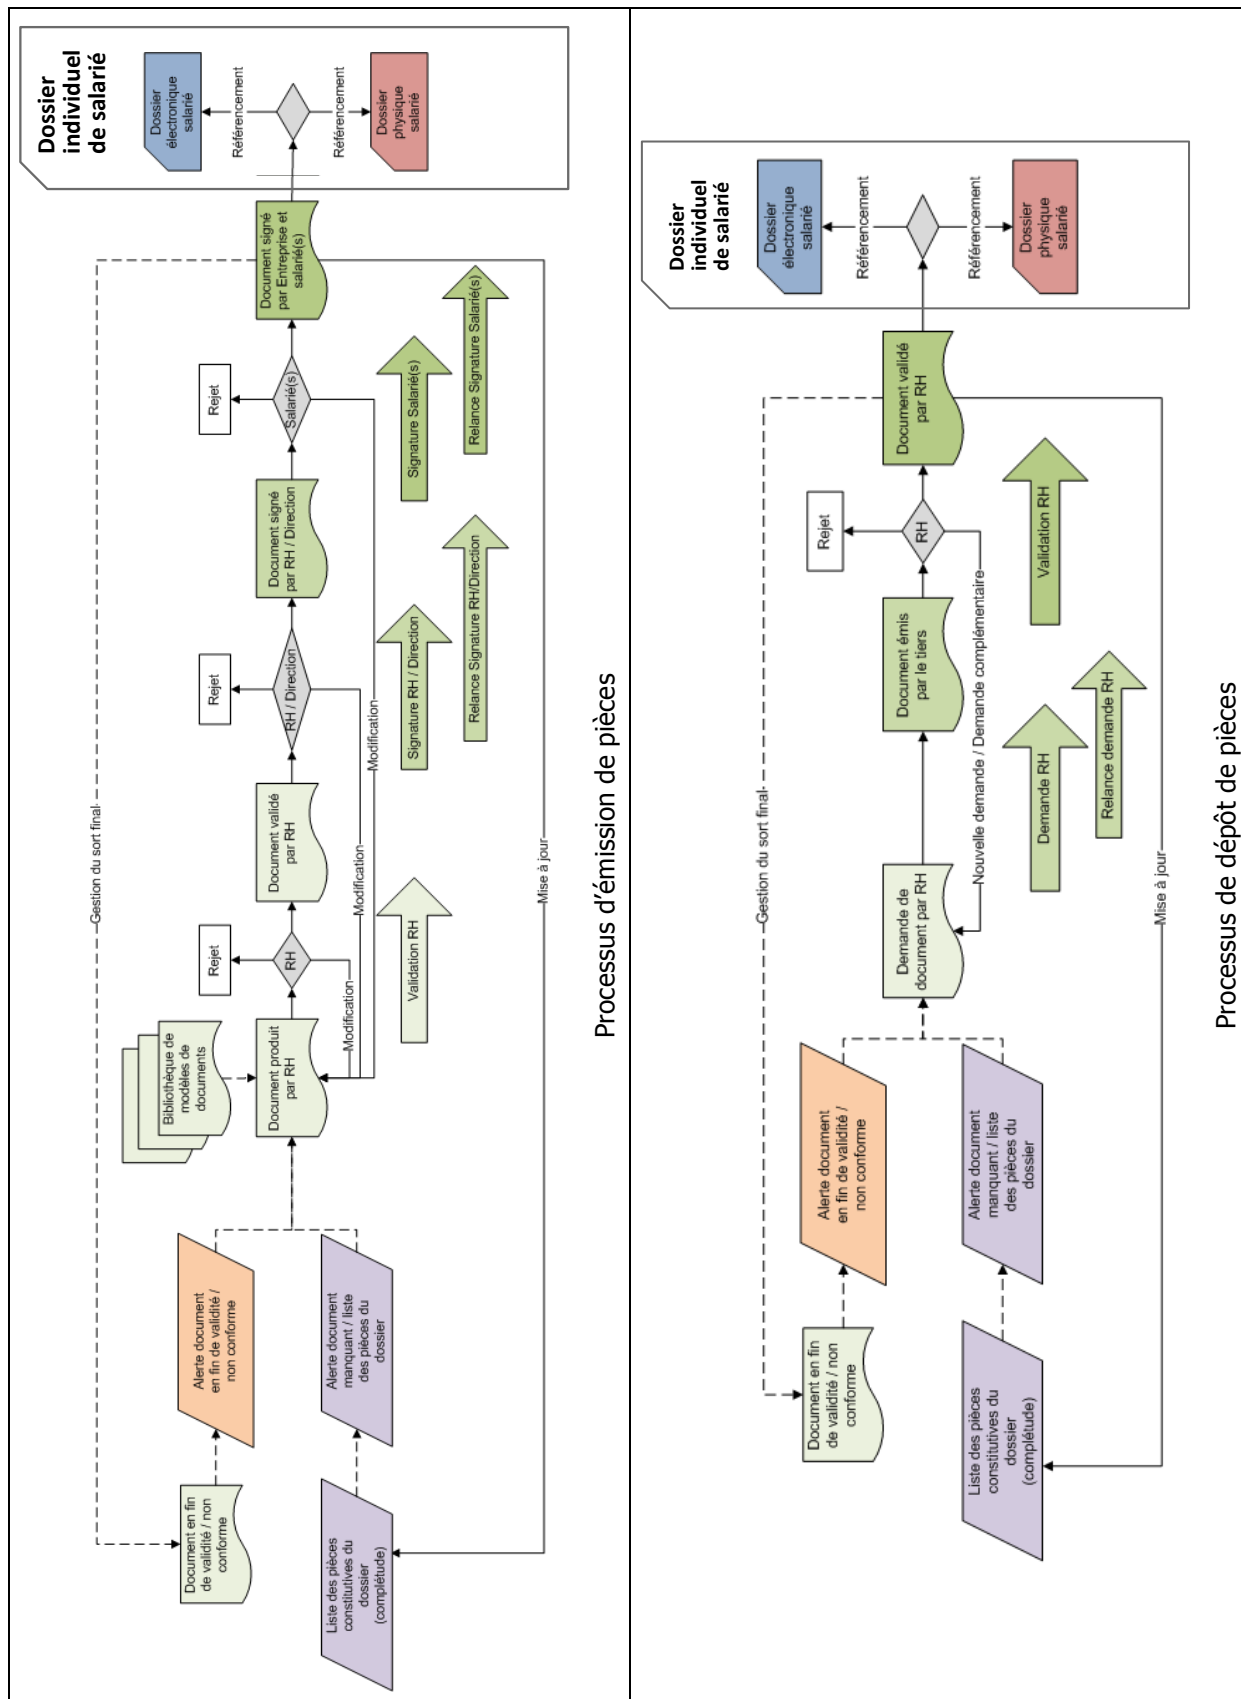 Dossier
individuel
de salarié
Dossier
électronique
salarié
Référencement
Référencement
Dossier
physique
salarié
Document signé
par Entreprise et
salarié(s)
Gestion du sort final
Rejet
Salarié(s)
Signature Salarié(s)
Relance Signature Salarié(s)
Document signé
par RH / Direction
Rejet
RH / Direction
Signature RH / Direction
Relance Signature RH/Direction
Modification
Modification
Modification
Document validé
par RH
Rejet
RH
Validation RH
Mise à jour
Bibliothèque de
modèles de
documents
Document produit
par RH
Alerte document
en fin de validité /
non conforme
Alerte document
manquant / liste
des pièces du
dossier
Document en fin
de validité / non
conforme
Liste des pièces
constitutives du
dossier
(complétude)
Processus d'émission de pièces
Dossier
individuel
de salarié
Dossier
électronique
salarié
Référencement
Référencement
Dossier
physique
salarié
Document validé
par RH
Gestion du sort final
Rejet
RH
Validation RH
Document émis
par le tiers
Nouvelle demande / Demande complémentaire
Demande RH
Relance demande RH
Demande de
document par RH
Mise à jour
Alerte document
en fin de validité /
non conforme
Alerte document
manquant / liste
des pièces du
dossier
Document en fin
de validité / non
conforme
Liste des pièces
constitutives du
dossier
(complétude)
Processus de dépôt de pièces